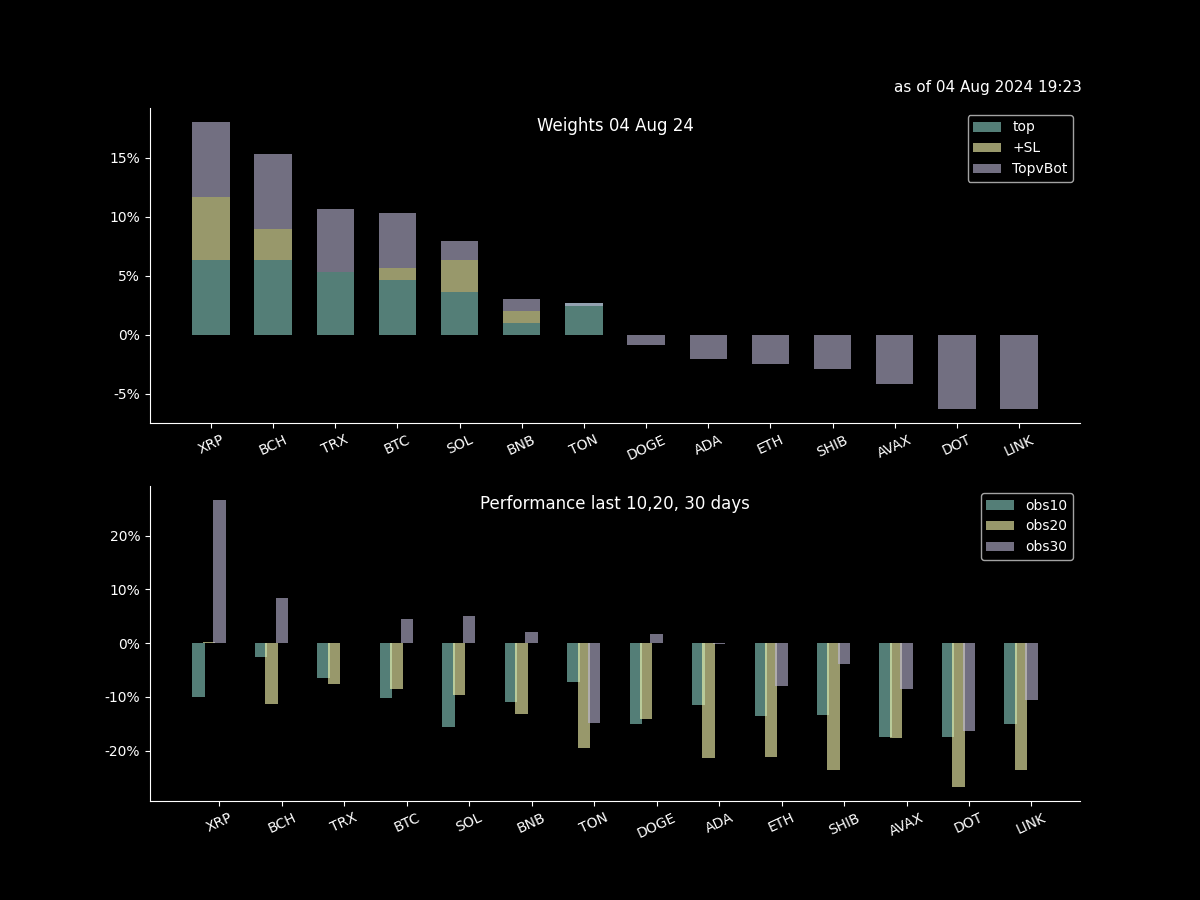 as of 04 Aug 2024 19:23
Weights 04 Aug 24
top
+SL
TopvBot
15%
10%
5%
0%
-5%
XRP BCH TRX BTC SOL BNB TON DOGE ADA ETH SHIB AVAX DOT LINK
Performance last 10,20, 30 days
obs10
obs20
obs30
20%
10%
0%
-10%
-20%
XRP BCH TRX BTC SOL BNB TON DOGE ADA ETH SHIB AVAX DOT LINK